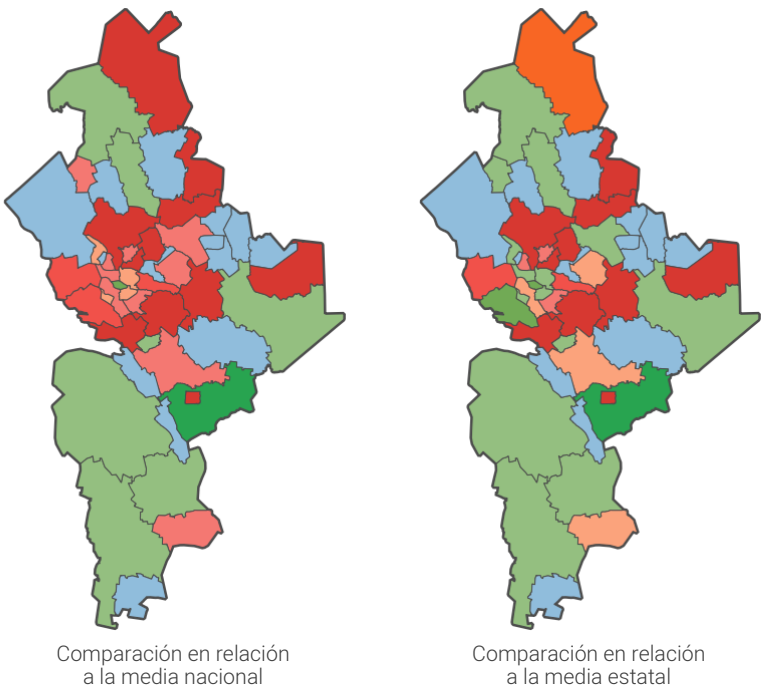 Comparación en relación
a la media nacional
Comparación en relación
a la media estatal